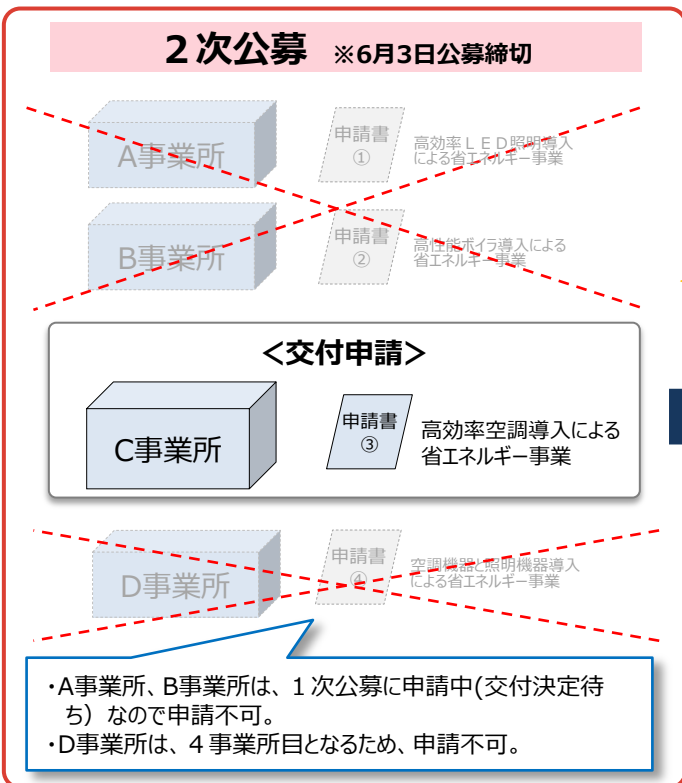 ２次公募 ※6月3日公募締切
A事業所
申請書
①
高効率ＬＥＤ照明導入
による省エネルギー事業
B事業所
申請書
②
高性能ボイラ導入による
省エネルギー事業
＜交付申請＞
C事業所
申請書
③
高効率空調導入による
省エネルギー事業
D事業所
申請書
④
空調機器と照明機器導入
による省エネルギー事業
・A事業所、B事業所は、１次公募に申請中(交付決定待
ち）なので申請不可。
・D事業所は、４事業所目となるため、申請不可。